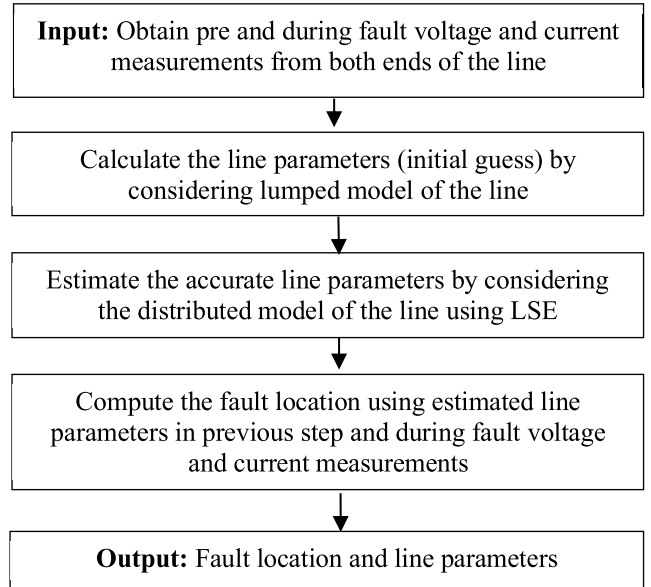 Input: Obtain pre and during fault voltage and current
measurements from both ends of the line
Calculate the line parameters (initial guess) by
considering lumped model of the line
Estimate the accurate line parameters by considering
the distributed model of the line using LSE
Compute the fault location using estimated line
parameters in previous step and during fault voltage
and current measurements
Output: Fault location and line parameters